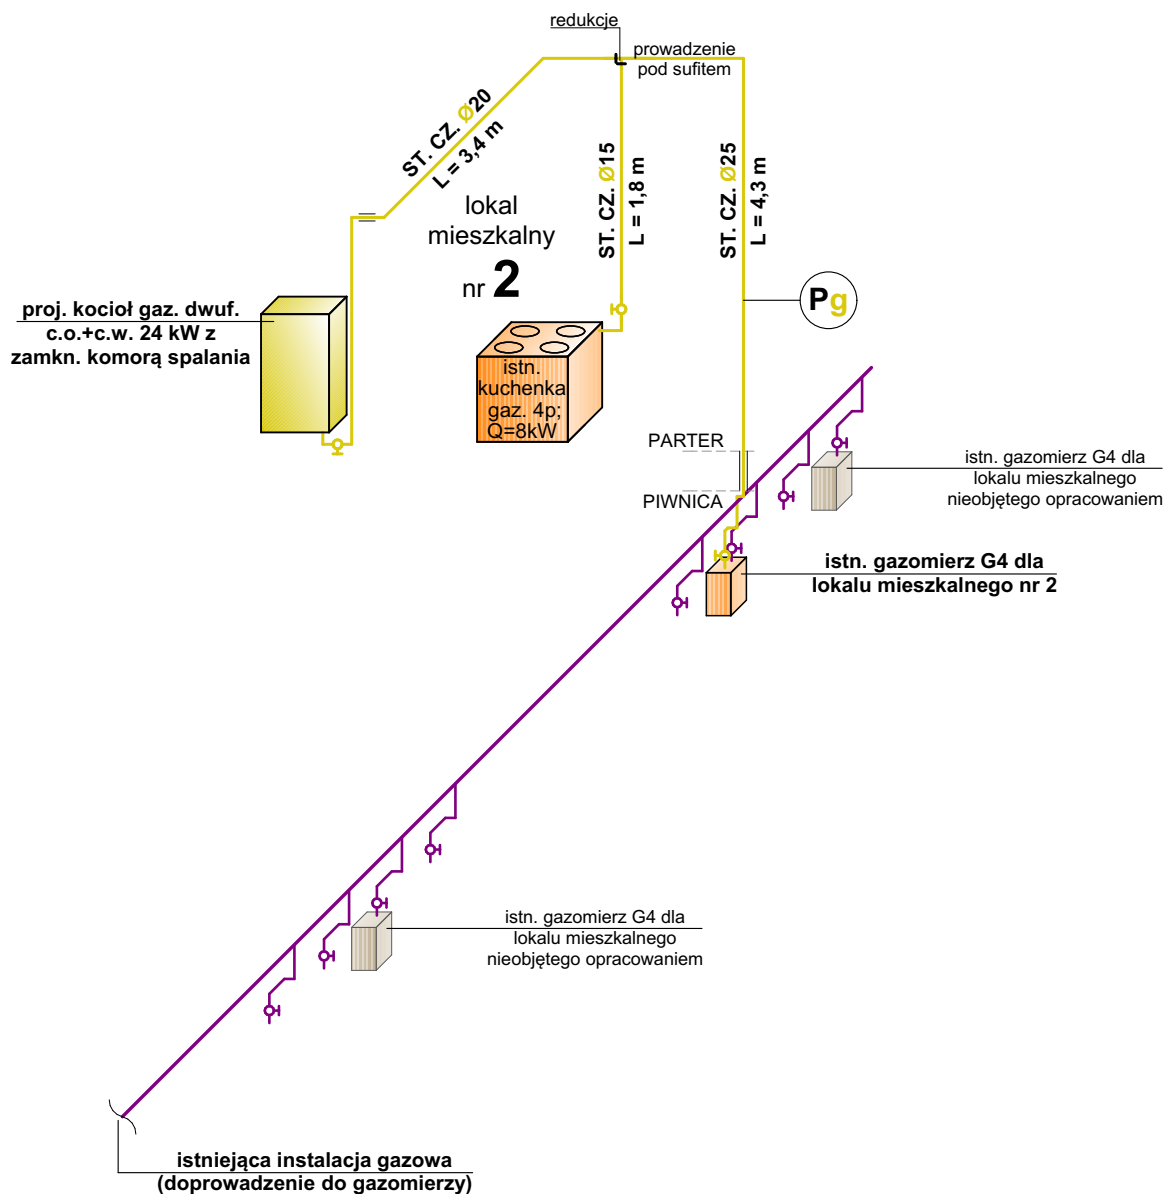 redukcje
prowadzenie
pod sufitem
ST. CZ. Ø20
L = 3,4 m
ST. CZ. Ø15
L = 1,8 m
ST. CZ. Ø25
L = 4,3 m
lokal
mieszkalny
nr 2
Pg
proj. kocioł gaz. dwuf.
c.o.+c.w. 24 kW z
zamkn. komorą spalania
istn.
kuchenka
gaz. 4p;
Q=8kW
PARTER
PIWNICA
istn. gazomierz G4 dla
lokalu mieszkalnego
nieobjętego opracowaniem
istn. gazomierz G4 dla
lokalu mieszkalnego nr 2
istn. gazomierz G4 dla
lokalu mieszkalnego
nieobjętego opracowaniem
istniejąca instalacja gazowa
(doprowadzenie do gazomierzy)